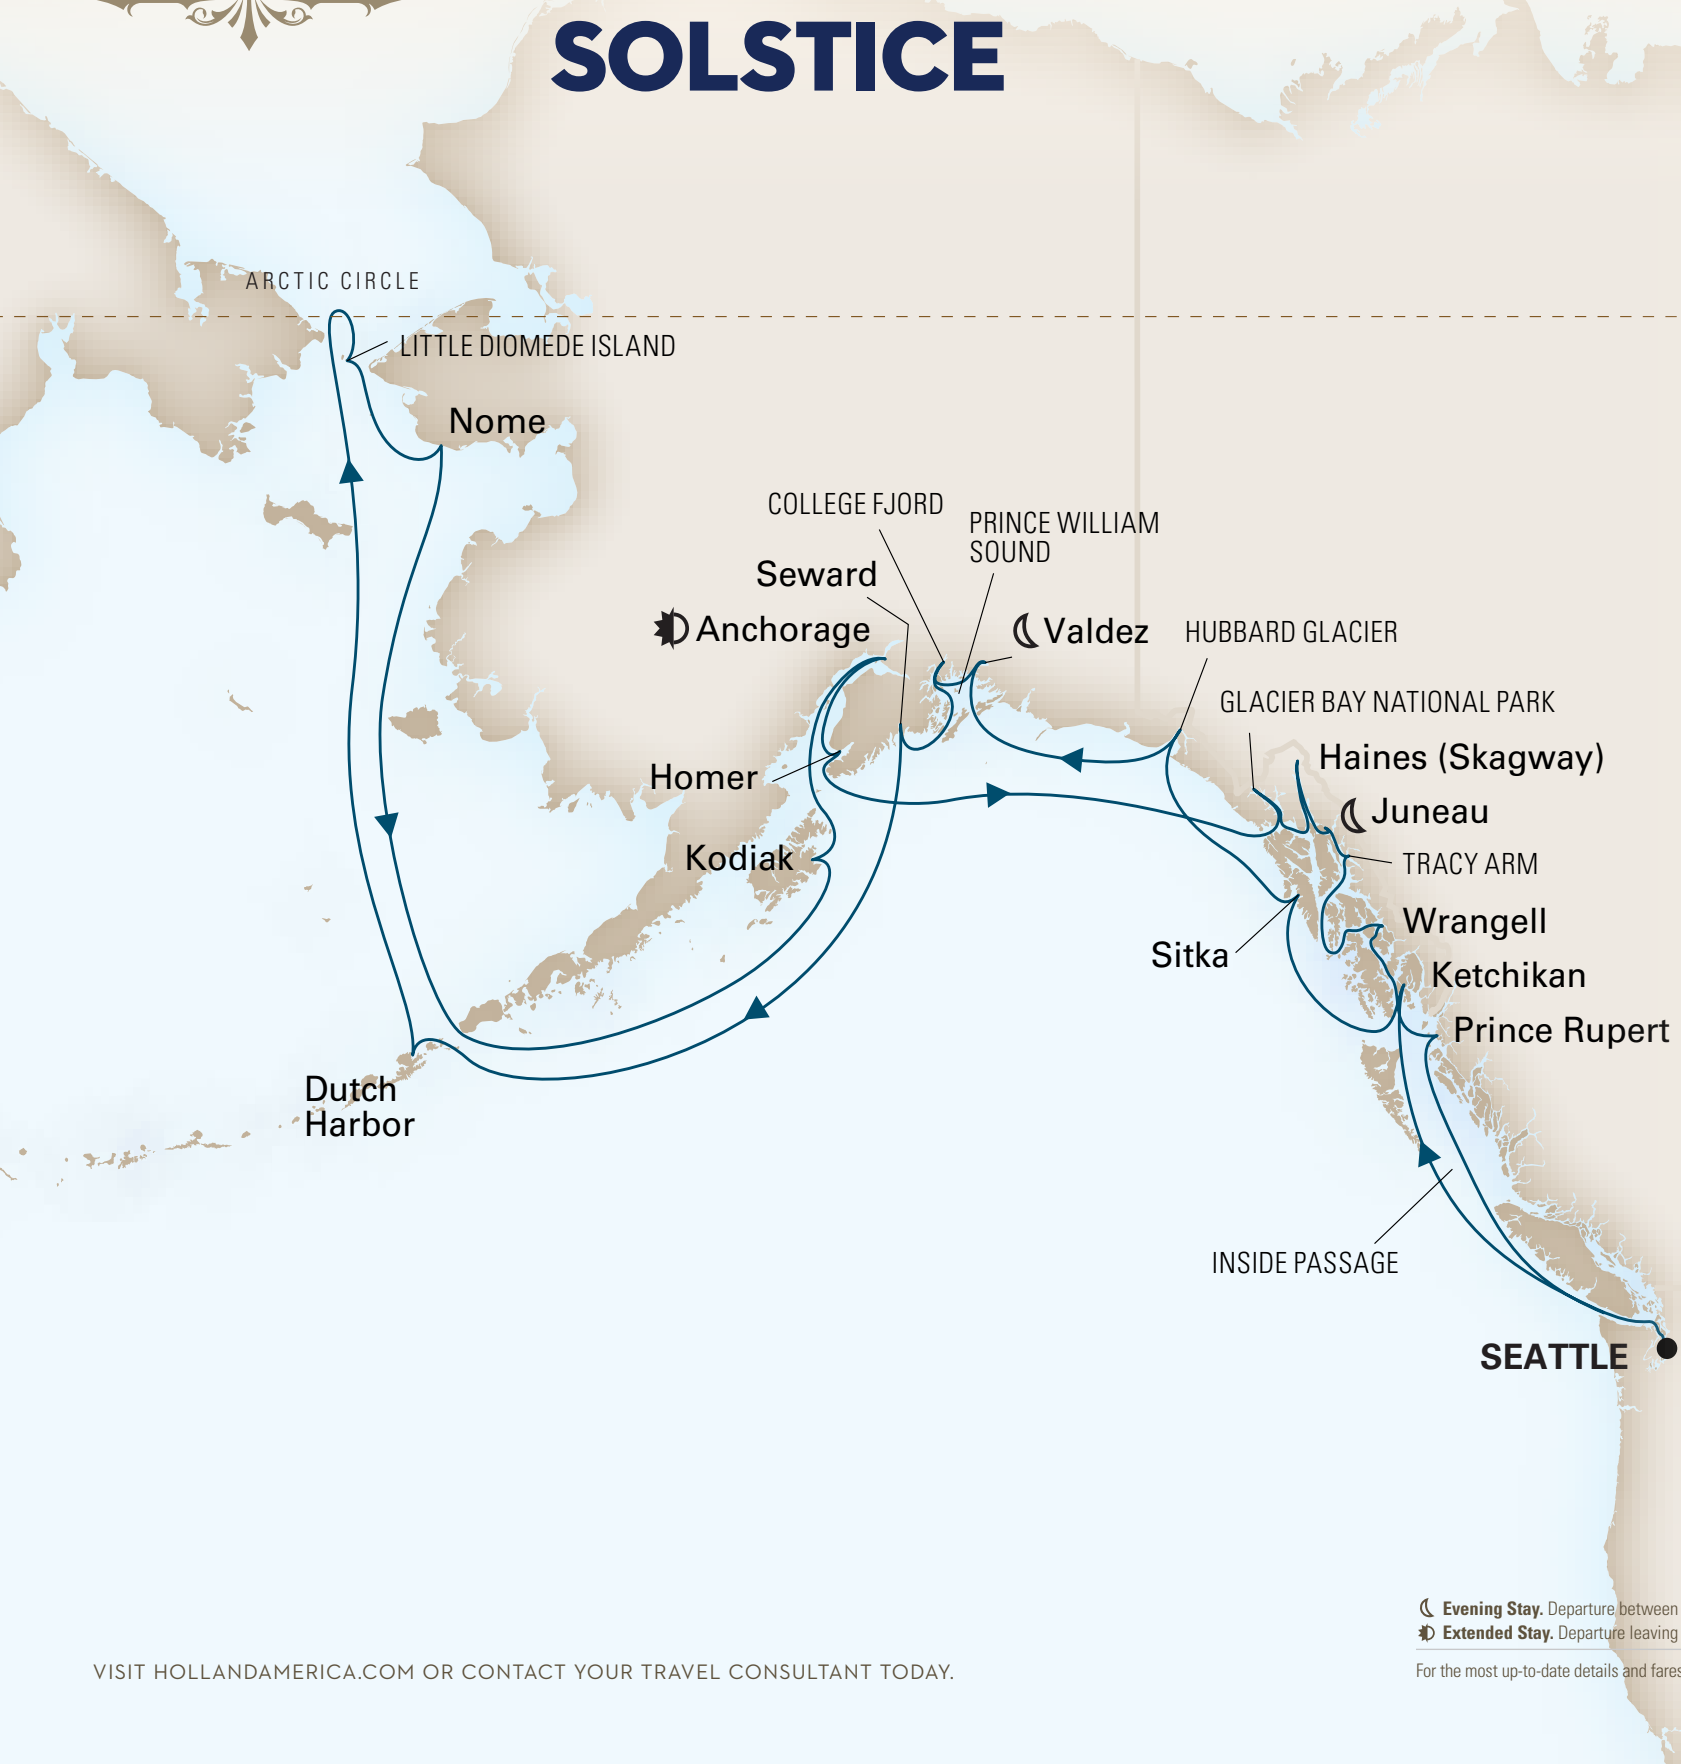 SOLSTICE
ARCTIC CIRCLE
LITTLE DIOMEDE ISLAND
Nome
COLLEGE FJORD
PRINCE WILLIAM
SOUND
Seward
Anchorage
Valdez
HUBBARD GLACIER
GLACIER BAY NATIONAL PARK
Haines (Skagway)
Homer
Juneau
Kodiak
TRACY ARM
Wrangell
Sitka
Ketchikan
Prince Rupert
Dutch
Harbor
INSIDE PASSAGE
SEATTLE
Evening Stay. Departure between
Extended Stay. Departure leaving
For the most up-to-date details and fares
VISIT HOLLANDAMERICA.COM OR CONTACT YOUR TRAVEL CONSULTANT TODAY.